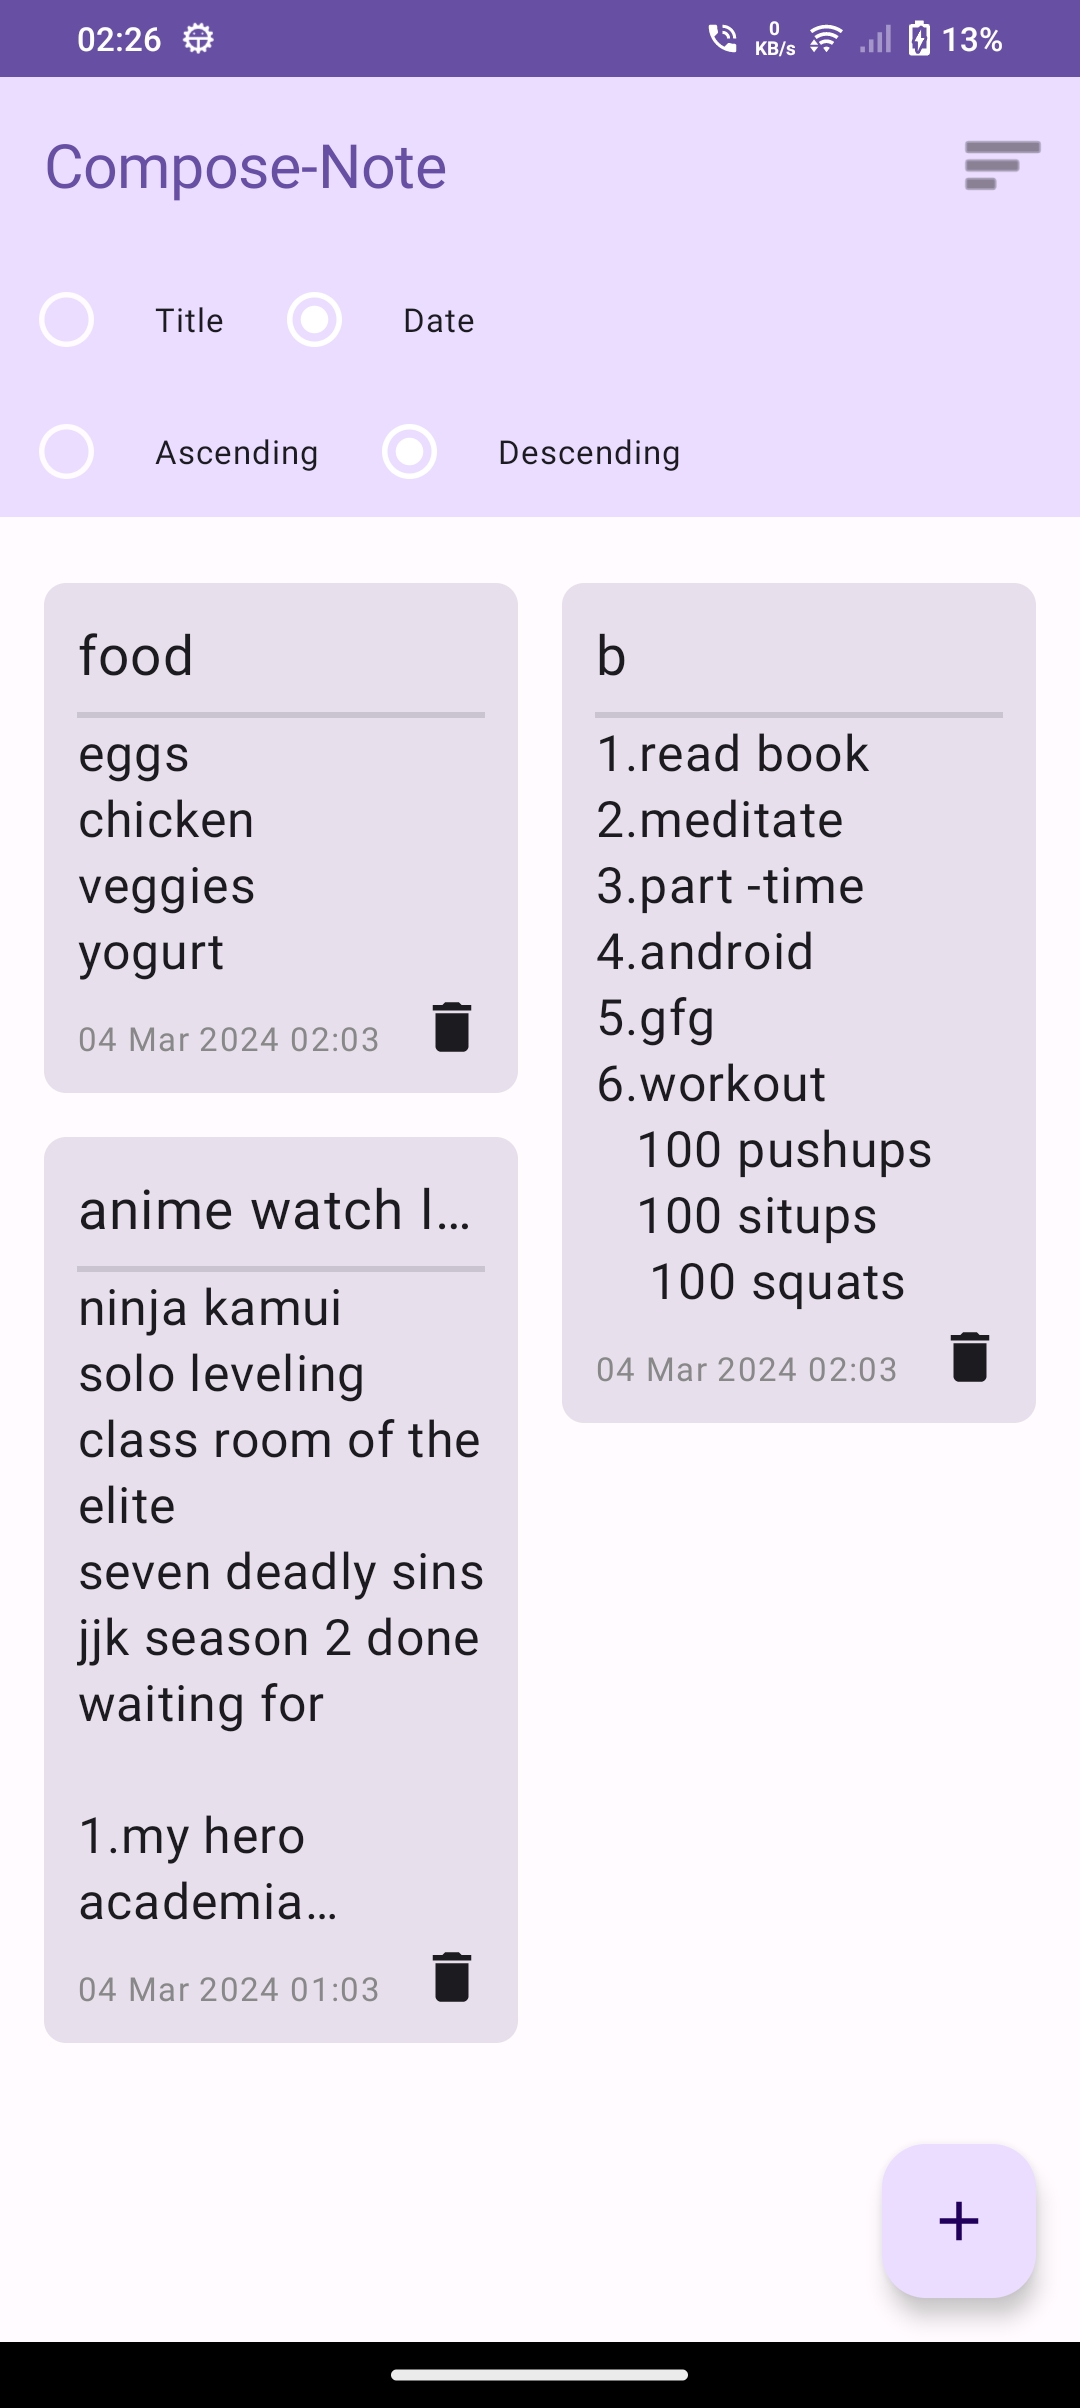 02:26
0
KB/s
13%
Compose-Note
Title
Date
Ascending
Descending
food
eggs
chicken
veggies
yogurt
04 Mar 2024 02:03
b
1.read book
2.meditate
3.part -time
4.android
5.gfg
6.workout
100 pushups
100 situps
100 squats
04 Mar 2024 02:03
anime watch l...
ninja kamui
solo leveling
class room of the
elite
seven deadly sins
jjk season 2 done
waiting for
1.my hero
academia...
04 Mar 2024 01:03